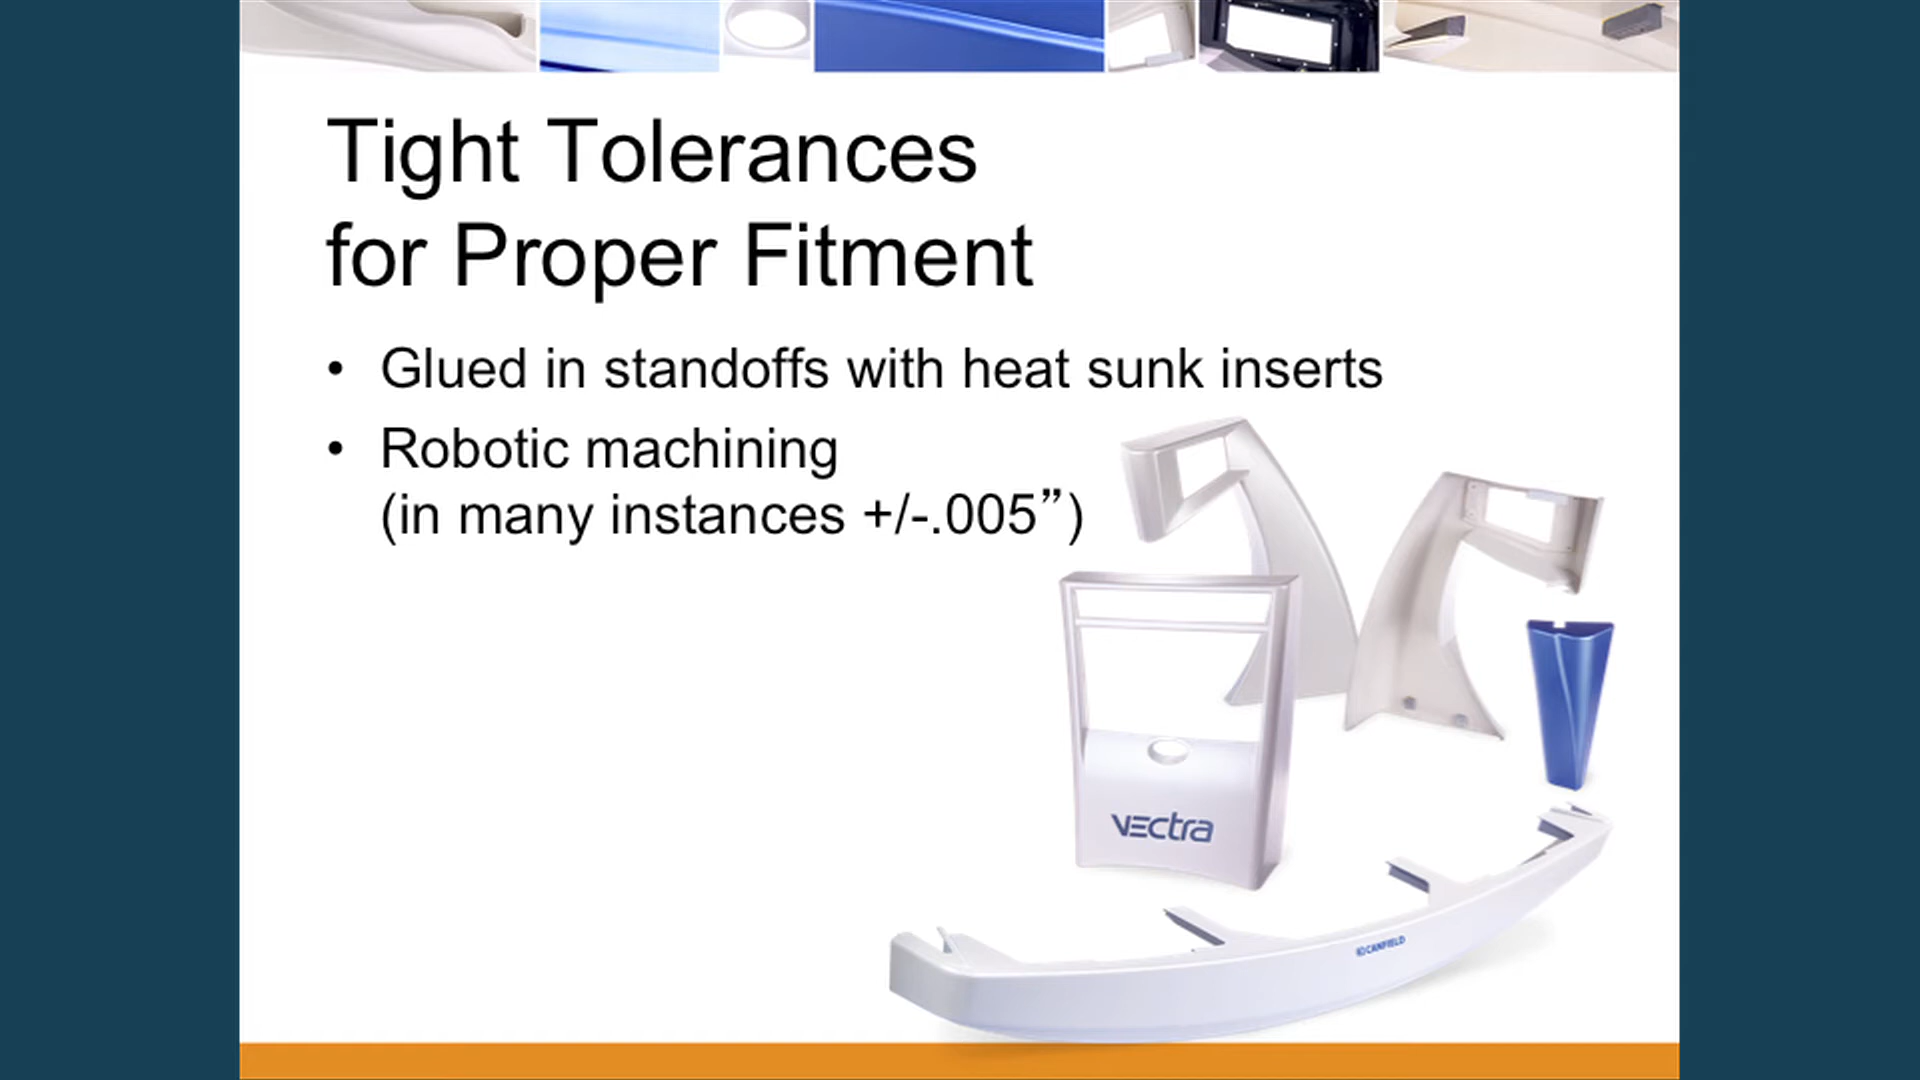 Tight Tolerances
for Proper Fitment
• Glued in standoffs with heat sunk inserts
• Robotic machining
(in many instances +/-.005”)
vectra
CANFIELD